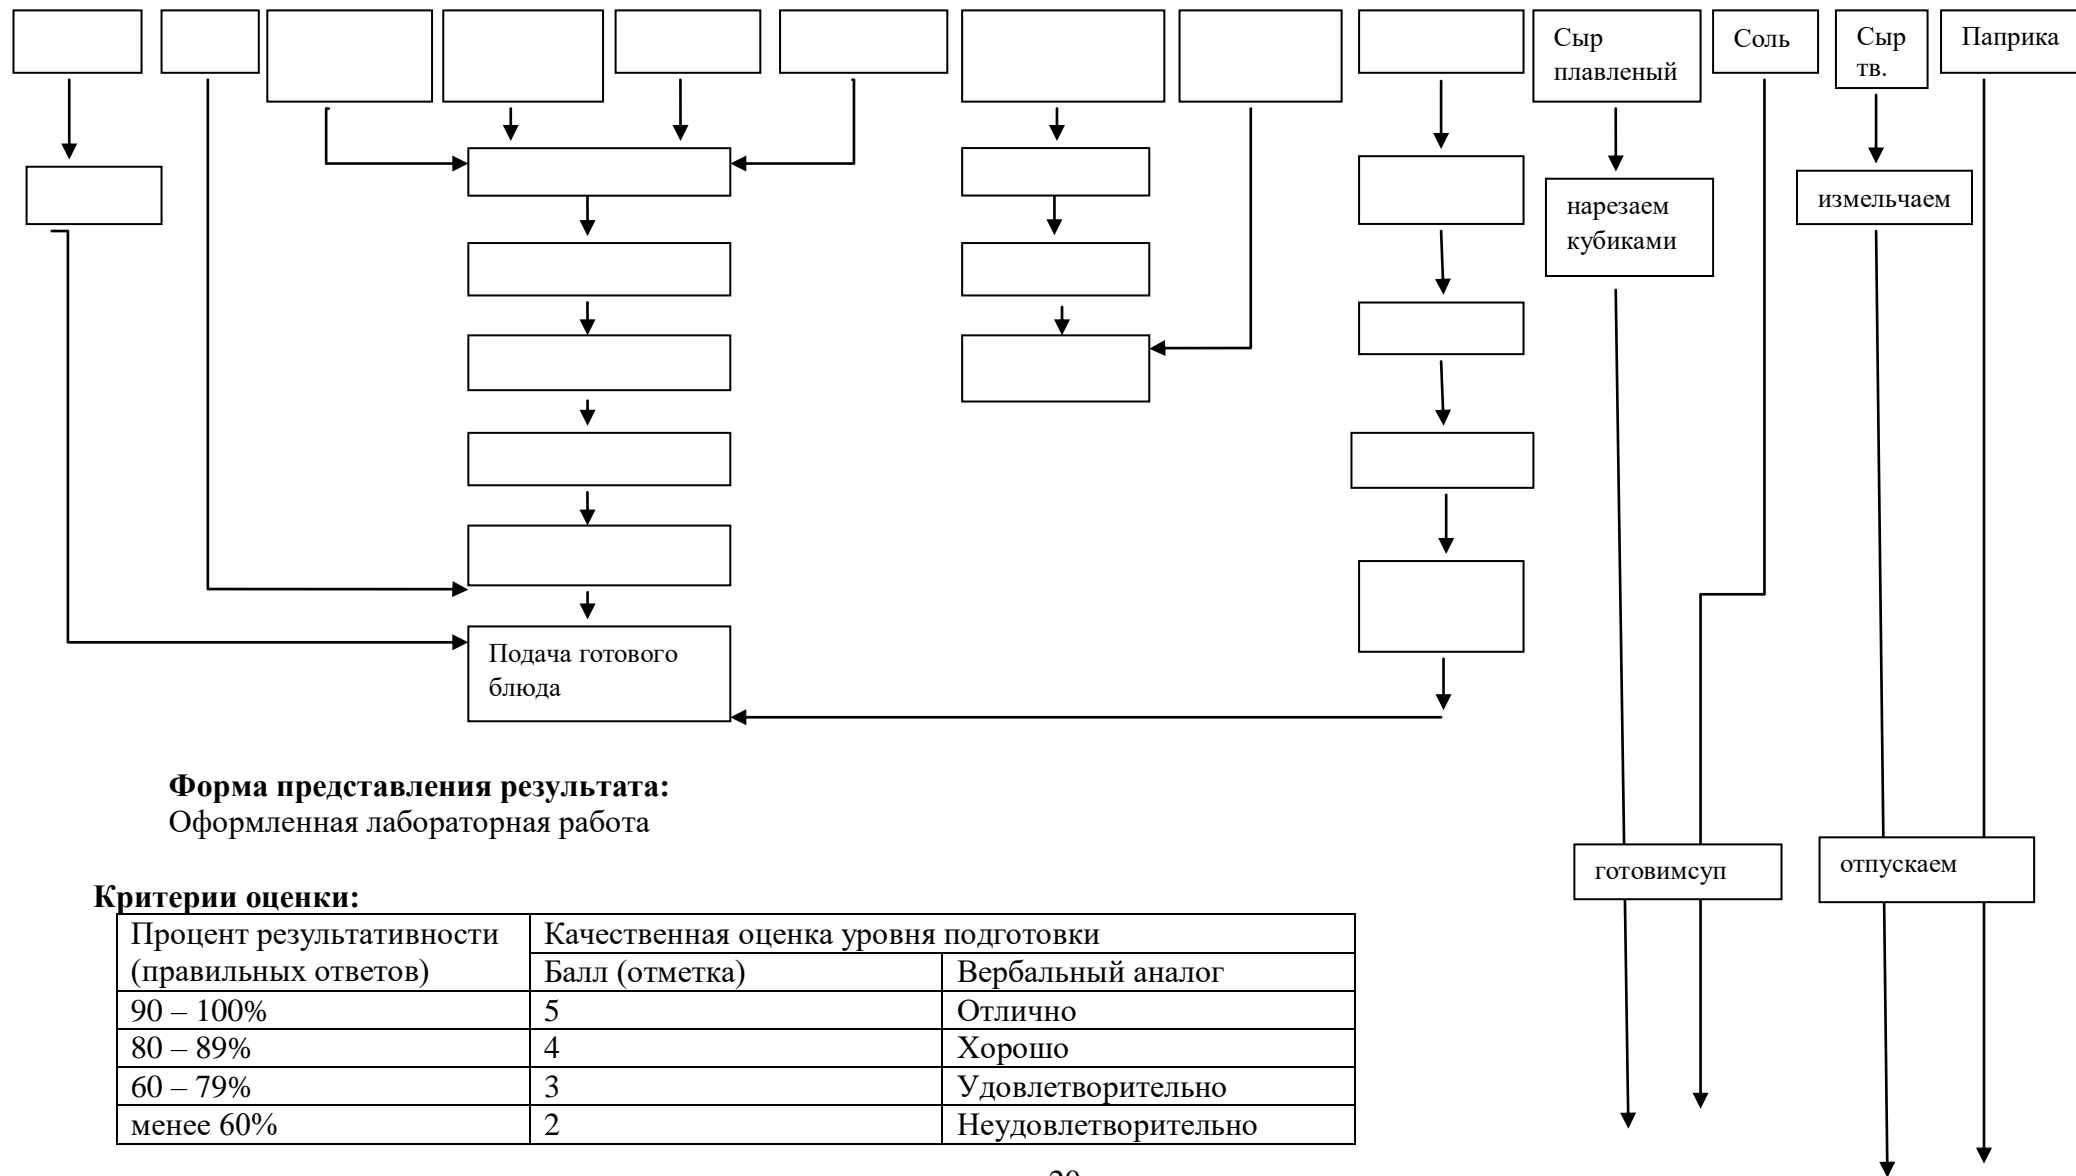 Сыр
плавленый
Соль
Сыр
тв.
Паприка
нарезаем
кубиками
измельчаем
Подача готового
блюда
Форма представления результата:
Оформленная лабораторная работа
готовимсуп
отпускаем
Критерии оценки:
Процент результативности
(правильных ответов)
Качественная оценка уровня подготовки
Балл (отметка)
Вербальный аналог
90 – 100%
5
Отлично
80 – 89%
4
Хорошо
60 – 79%
3
Удовлетворительно
менее 60%
2
Неудовлетворительно